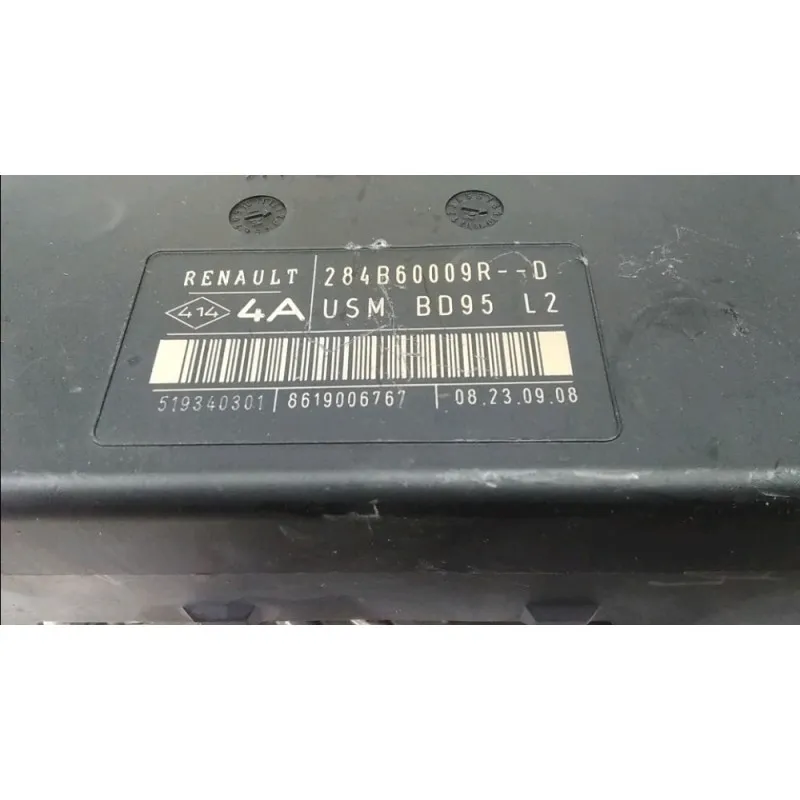 RENAULT 284B60009R--D
414 4A USM BD95 L2
519340301 8619006767 08.23.09.08